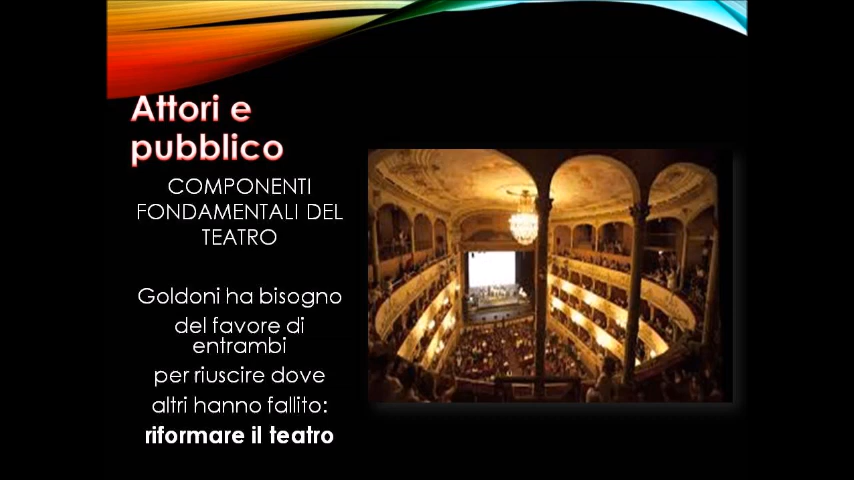 Attori e
pubblico
COMPONENTI
FONDAMENTALI DEL
TEATRO
Goldoni ha bisogno
del favore di
entrambi
per riuscire dove
altri hanno fallito:
riformare il teatro